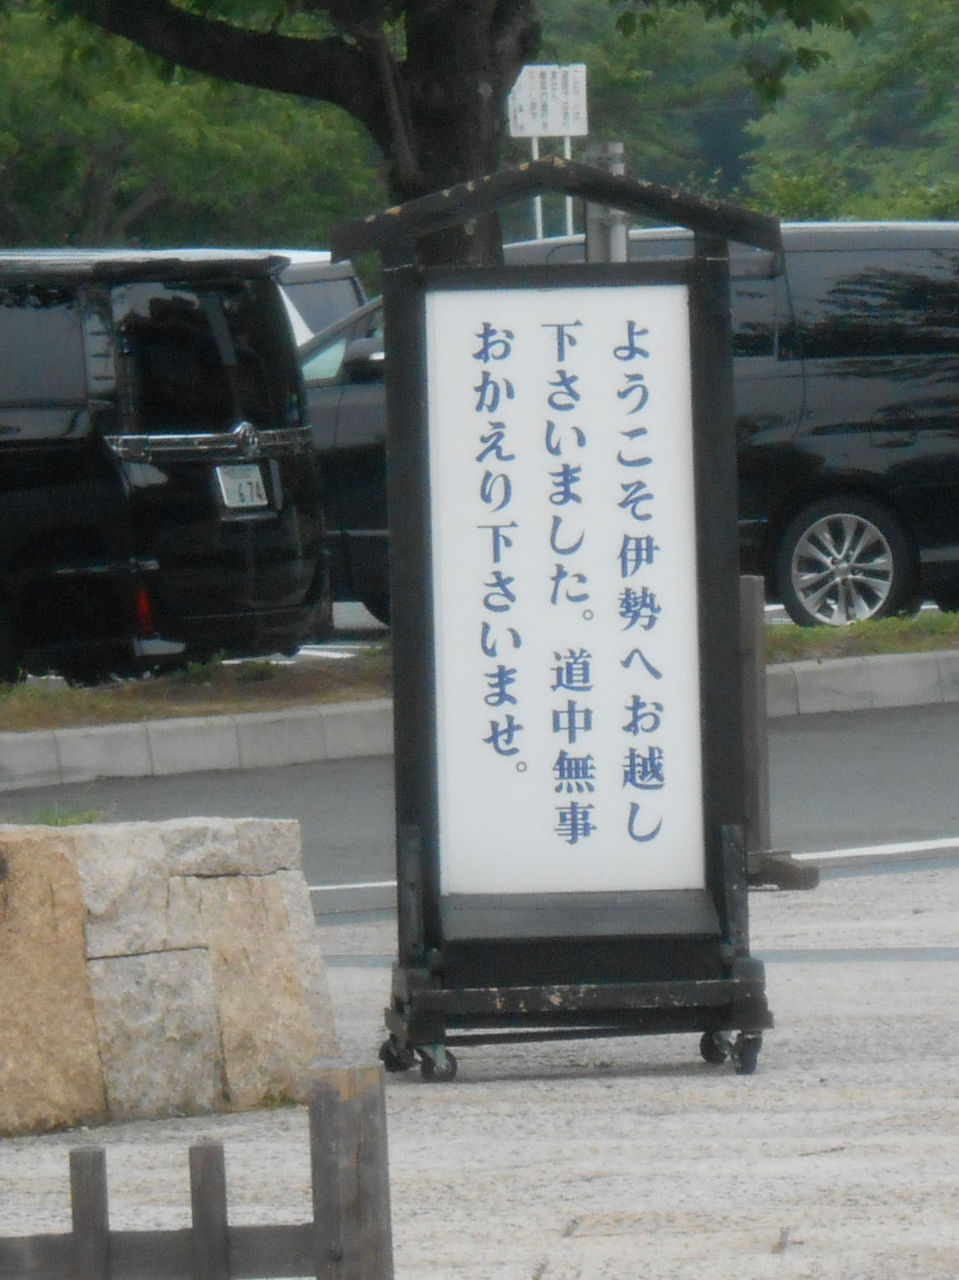 ようこそ伊勢へお越し
下さいました。道中無事
おかえり下さいませ。
674